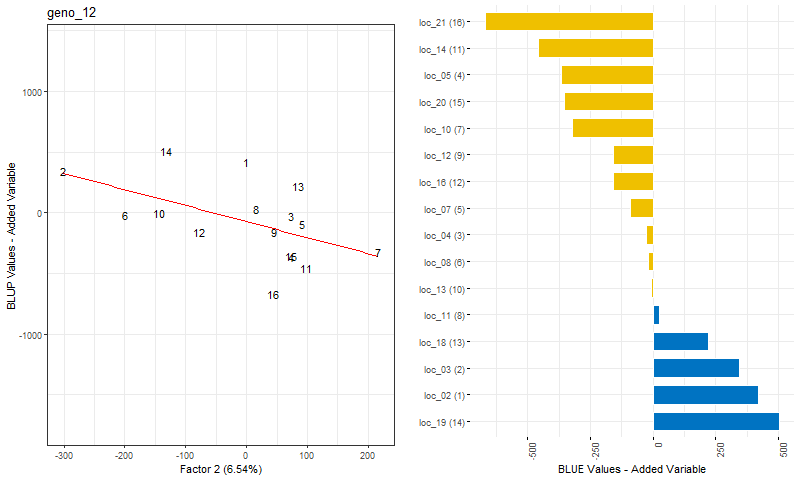 geno_12
BLUP Values - Added Variable
1000
0
-1000
14
1
2
13
6
-01
8
3
12
9
5
15
4
11
7
16
-300
-200
-100
0
100
200
Factor 2 (6.54%)
loc_21 (16)
loc_14 (11)
loc_05 (4)
loc_20 (15)
loc_10 (7)
loc_12 (9)
loc_16 (12)
loc_07 (5)
loc_04 (3)
loc_08 (6)
loc_13 (10)
loc_11 (8)
loc_18 (13)
loc_03 (2)
loc_02 (1)
loc_19 (14)
-500
-250
0
250
500
BLUE Values - Added Variable